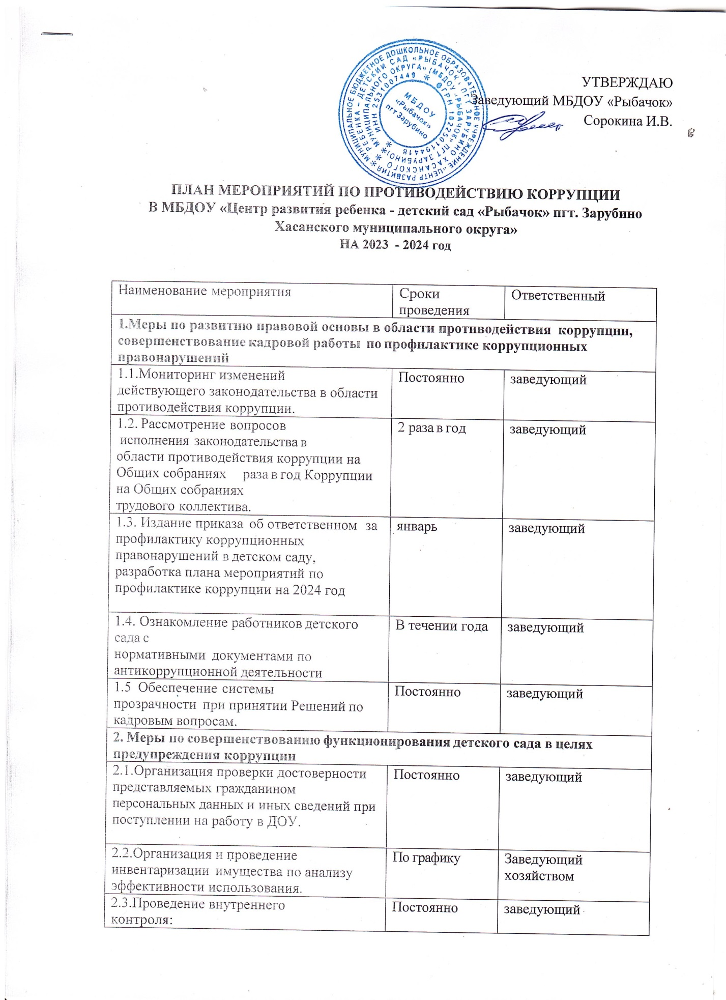 МУНИЦИПАЛЬНОЕ БЮДЖЕТНОЕ ДОШКОЛЬНОЕ ОБРАЗОВАТЕЛЬНОЕ УЧРЕЖДЕНИЕ «ЦЕНТР РАЗВИТИЯ
РЕБЕНКА – ДЕТСКИЙ САД «РЫБАЧОК» ПГТ ЗАРУБИНО ХАСАНСКОГО
МУНИЦИПАЛЬНОГО ОКРУГА» (МБДОУ «РЫБАЧОК» ПГТ ЗАРУБИНО)
ИНН 2531007449 * ОГРН 1022501194418 *
МБДОУ
«Рыбачок»
пгт Зарубино
УТВЕРЖДАЮ
Заведующий МБДОУ «Рыбачок»
Сорокина И.В.
ПЛАН МЕРОПРИЯТИЙ ПО ПРОТИВОДЕЙСТВИЮ КОРРУПЦИИ
В МБДОУ «Центр развития ребенка - детский сад «Рыбачок» пгт. Зарубино
Хасанского муниципального округа»
НА 2023 - 2024 год
Наименование мероприятия
Сроки
проведения
Ответственный
1.Меры по развитию правовой основы в области противодействия коррупции,
совершенствование кадровой работы по профилактике коррупционных
правонарушений
1.1.Мониторинг изменений
действующего законодательства в области
противодействия коррупции.
Постоянно
заведующий
1.2. Рассмотрение вопросов
исполнения законодательства в
области противодействия коррупции на
Общих собраниях раза в год Коррупции
на Общих собраниях
трудового коллектива.
2 раза в год
заведующий
1.3. Издание приказа об ответственном за
профилактику коррупционных
правонарушений в детском саду,
разработка плана мероприятий по
профилактике коррупции на 2024 год
январь
заведующий
1.4. Ознакомление работников детского
сада с
нормативными документами по
антикоррупционной деятельности
В течении года
заведующий
1.5 Обеспечение системы
прозрачности при принятии Решений по
кадровым вопросам.
Постоянно
заведующий
2. Меры по совершенствованию функционирования детского сада в целях
предупреждения коррупции
2.1.Организация проверки достоверности
представляемых гражданином
персональных данных и иных сведений при
поступлении на работу в ДОУ.
Постоянно
заведующий
2.2.Организация и проведение
инвентаризации имущества по анализу
эффективности использования.
По графику
Заведующий
хозяйством
2.3.Проведение внутреннего
контроля:
Постоянно
заведующий